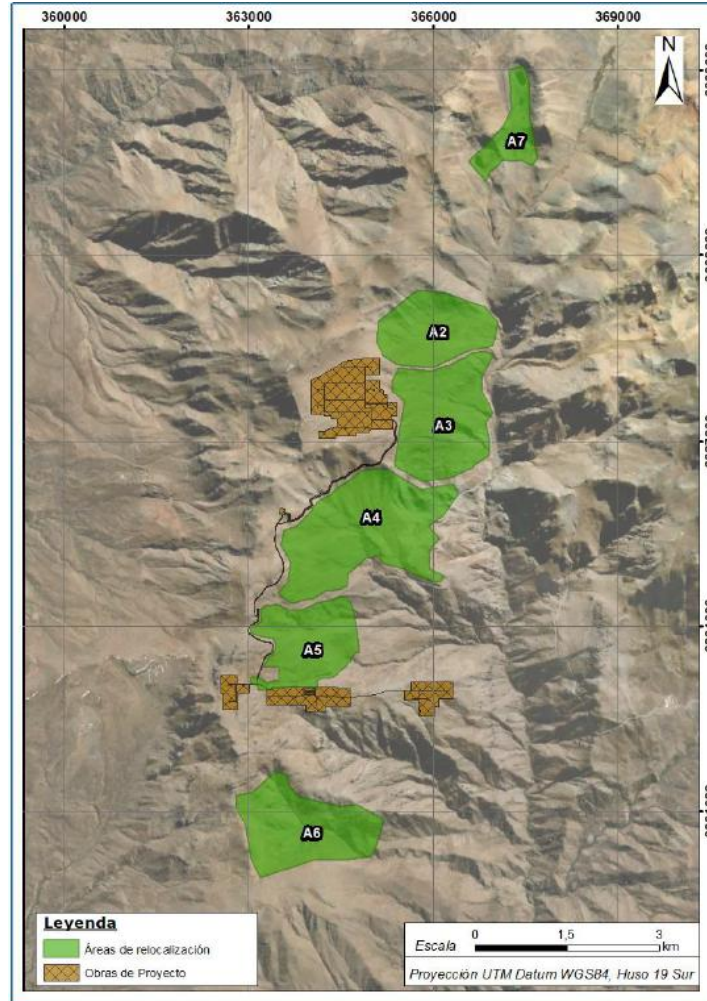 360000 363000 366000 369000
N
A7
A2
A3
A4
A5
A6
Leyenda
Áreas de relocalización
Obras de Proyecto
Escala 0 1,5 3 km
Proyección UTM Datum WGS84, Huso 19 Sur